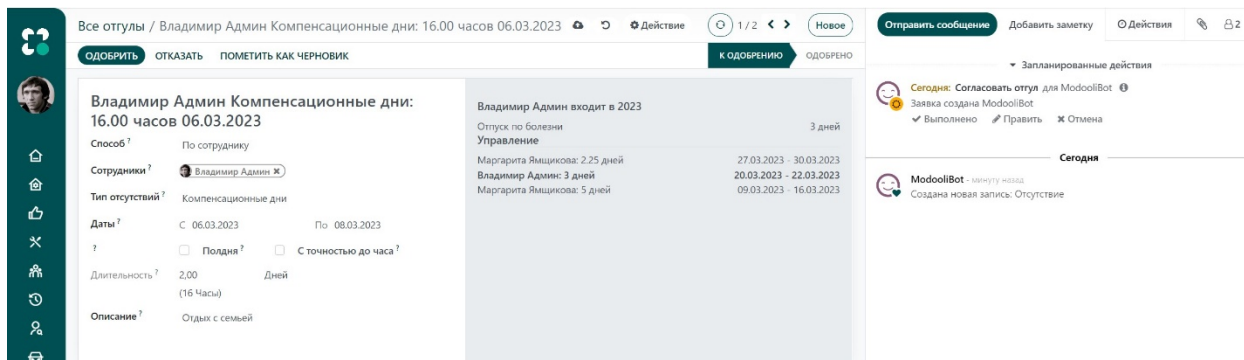 Все отгулы / Владимир Админ Компенсационные дни: 16.00 часов 06.03.2023 Действие 1 / 2 Новое
ОДОБРИТЬ ОТКАЗАТЬ ПОМЕТИТЬ КАК ЧЕРНОВИК К ОДОБРЕНИЮ ОДОБРЕНО
Владимир Админ Компенсационные дни:
16.00 часов 06.03.2023
Способ ? По сотруднику
Сотрудники ? Владимир Админ ×
Тип отсутствий ? Компенсационные дни
Даты ? С 06.03.2023 По 08.03.2023
? Полдня ? С точностью до часа ?
Длительность ? 2,00 Дней
(16 Часы)
Описание ? Отдых с семьей
Владимир Админ входит в 2023
Отпуск по болезни 3 дней
Управление
Маргарита Ямщикова: 2.25 дней 27.03.2023 - 30.03.2023
Владимир Админ: 3 дней 20.03.2023 - 22.03.2023
Маргарита Ямщикова: 5 дней 09.03.2023 - 16.03.2023
Отправить сообщение Добавить заметку Действия 2
Запланированные действия
Сегодня: Согласовать отгул для ModooliBot
Заявка создана ModooliBot
Выполнено Править Отмена
Сегодня
ModooliBot - минуту назад
Создана новая запись: Отсутствие